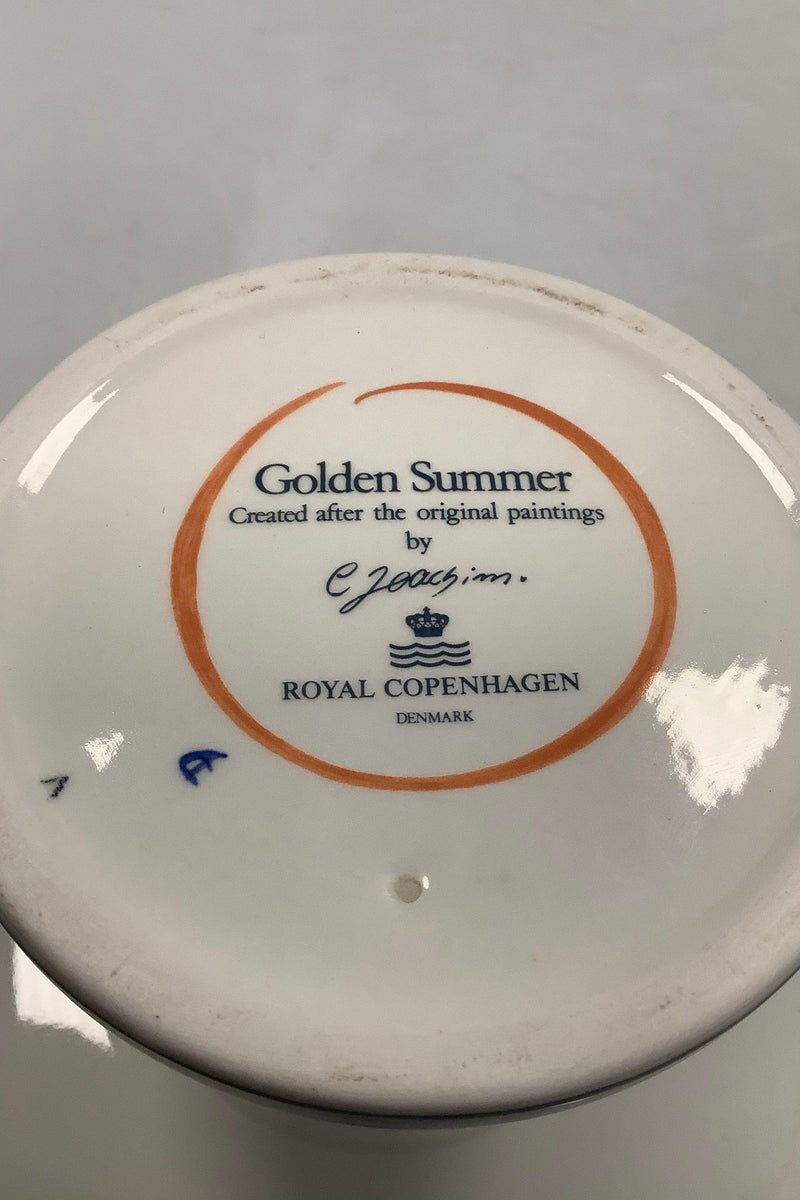 Golden Summer
Created after the original paintings
by
C Joachim.
ROYAL COPENHAGEN
DENMARK